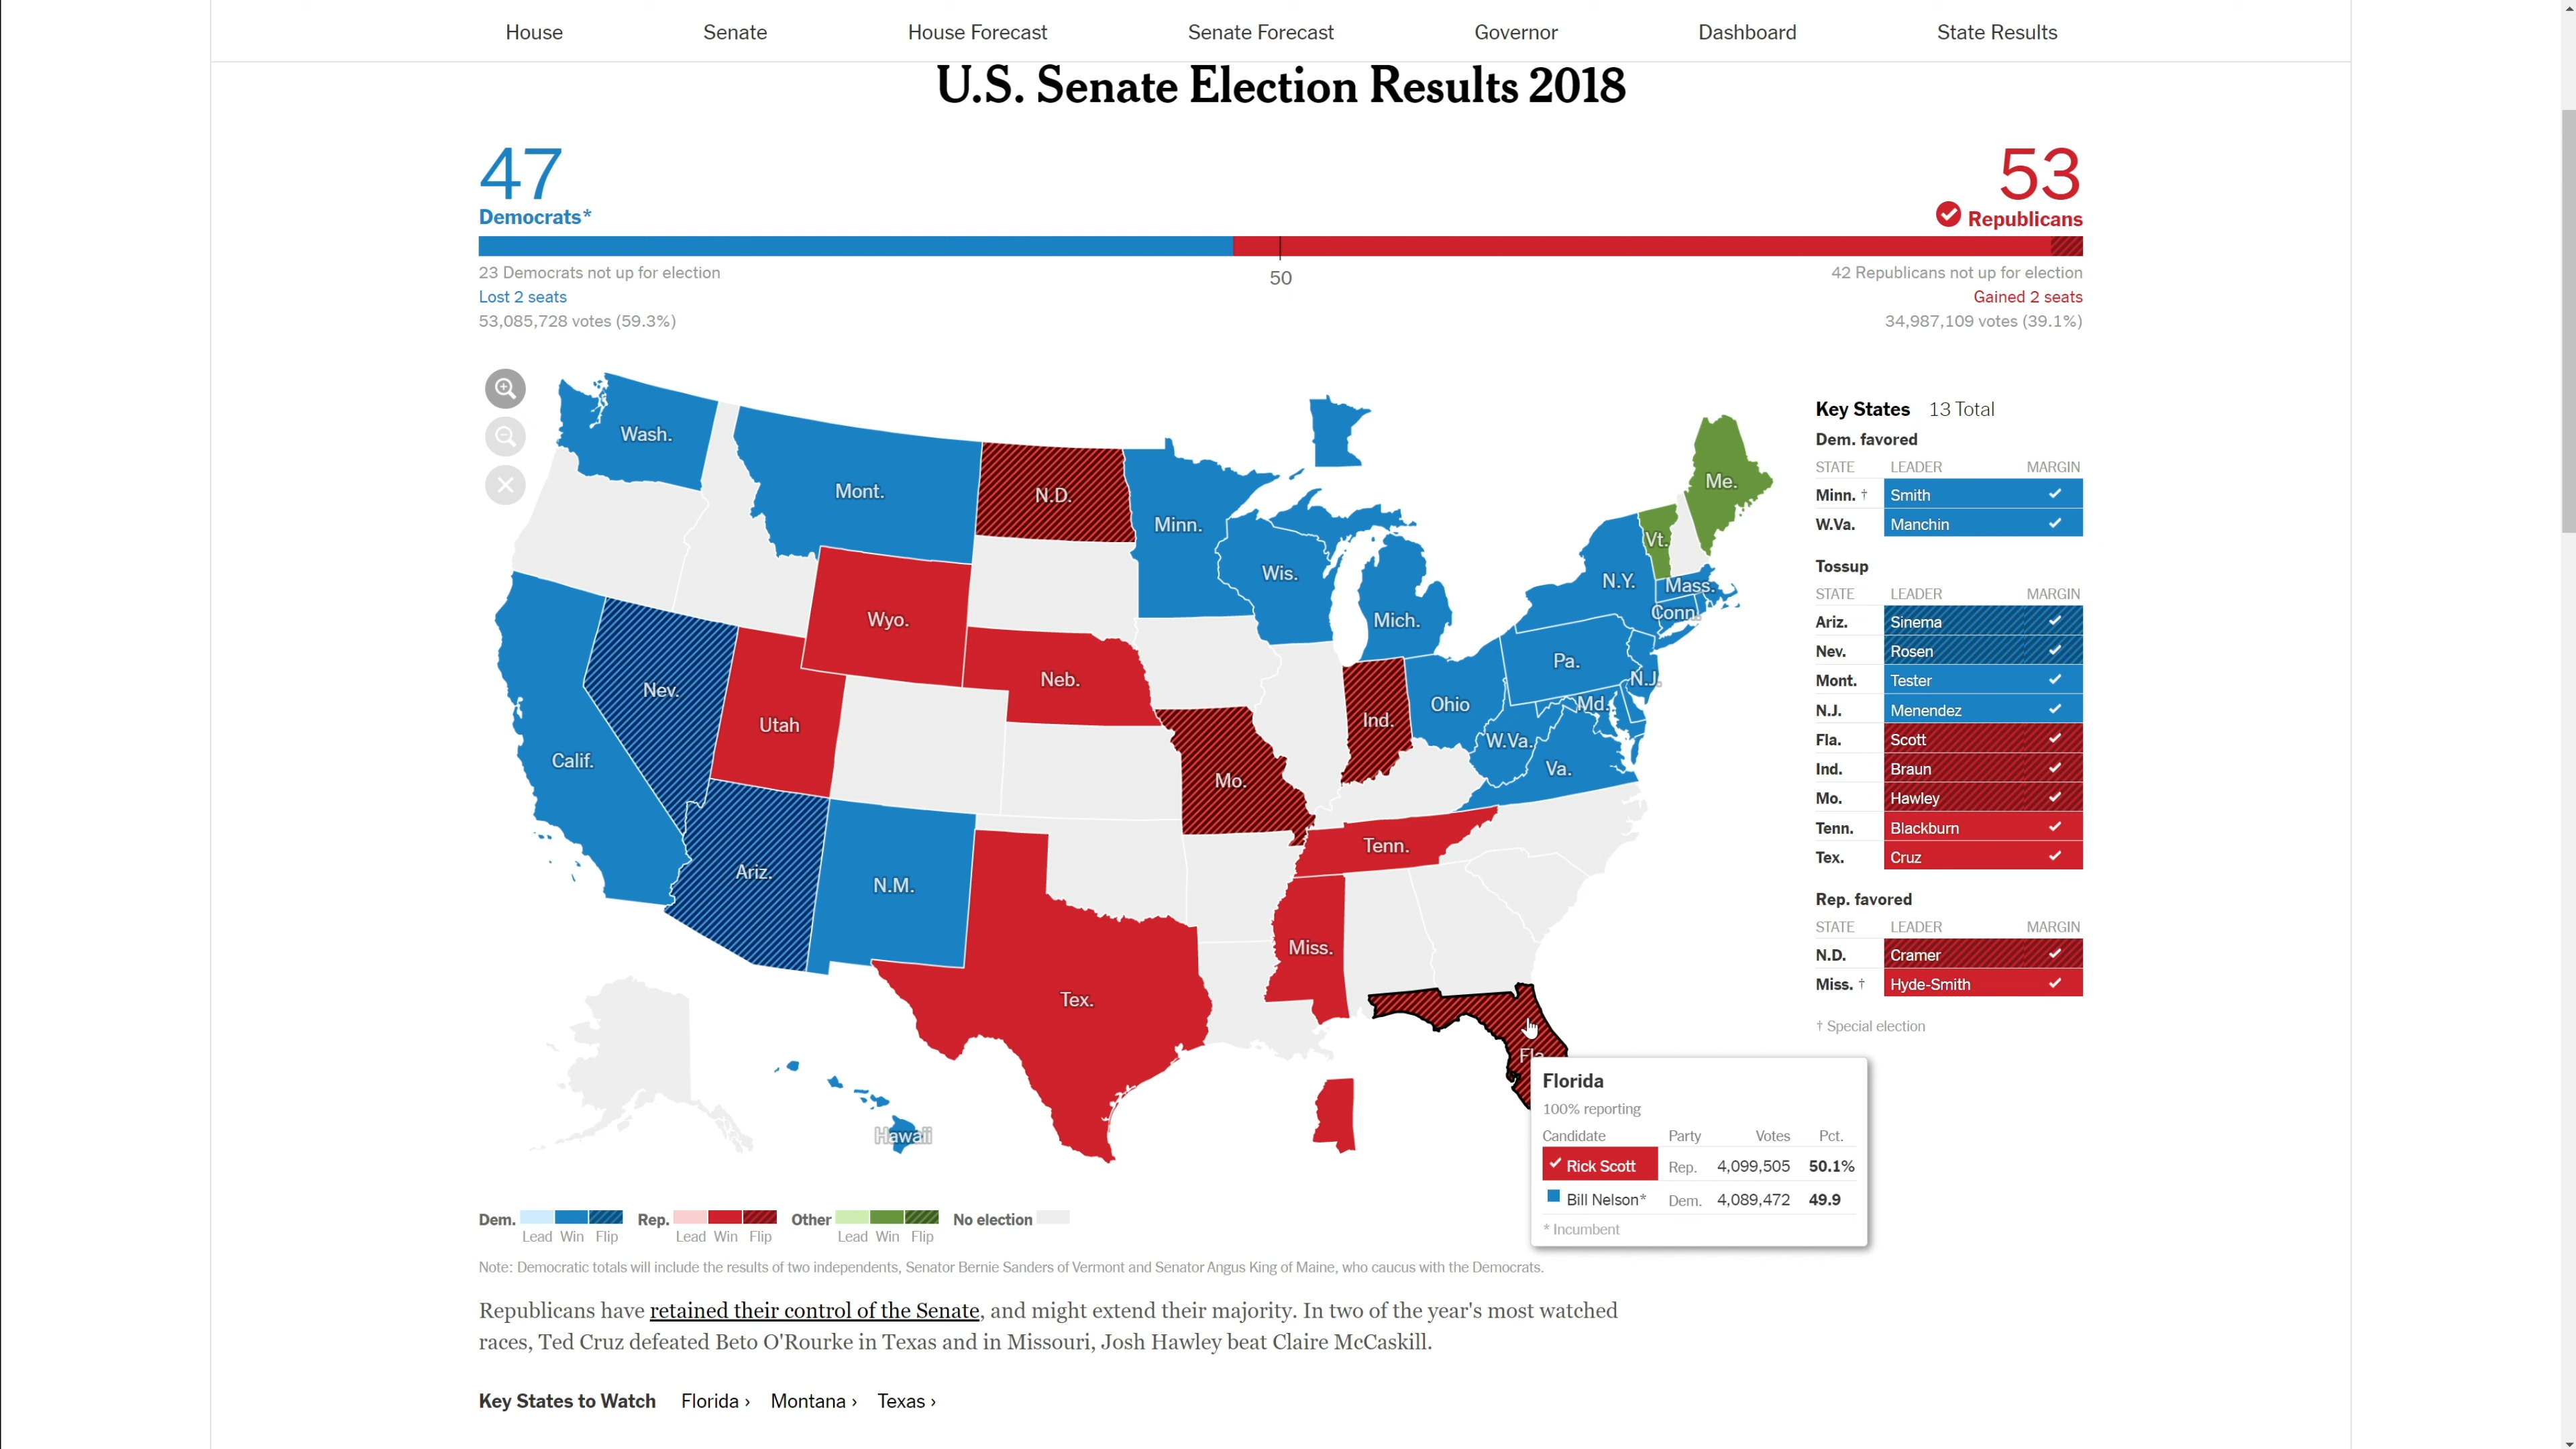 House Senate House Forecast Senate Forecast Governor Dashboard State Results
U.S. Senate Election Results 2018
47 53
Democrats* Republicans
23 Democrats not up for election 50 42 Republicans not up for election
Lost 2 seats Gained 2 seats
53,085,728 votes (59.3%) 34,987,109 votes (39.1%)
Wash.
Mont.
N.D.
Minn.
Wis.
Mich.
Me.
Vt.
N.Y.
Mass.
Conn.
Wyo.
Neb.
Nev.
Utah
Calif.
Pa.
N.J.
Ohio
Md.
Ind.
W.Va.
Va.
Mo.
Ariz.
N.M.
Tenn.
Miss.
Tex.
Fla.
Hawaii
Key States 13 Total
Dem. favored
STATE LEADER MARGIN
Minn. † Smith
W.Va. Manchin
Tossup
STATE LEADER MARGIN
Ariz. Sinema
Nev. Rosen
Mont. Tester
N.J. Menendez
Fla. Scott
Ind. Braun
Mo. Hawley
Tenn. Blackburn
Tex. Cruz
Rep. favored
STATE LEADER MARGIN
N.D. Cramer
Miss. † Hyde-Smith
† Special election
Florida
100% reporting
Candidate Party Votes Pct.
Rick Scott Rep. 4,099,505 50.1%
Bill Nelson* Dem. 4,089,472 49.9
* Incumbent
Dem. Rep. Other No election
Lead Win Flip Lead Win Flip Lead Win Flip
Note: Democratic totals will include the results of two independents, Senator Bernie Sanders of Vermont and Senator Angus King of Maine, who caucus with the Democrats.
Republicans have retained their control of the Senate, and might extend their majority. In two of the year's most watched
races, Ted Cruz defeated Beto O'Rourke in Texas and in Missouri, Josh Hawley beat Claire McCaskill.
Key States to Watch Florida › Montana › Texas ›